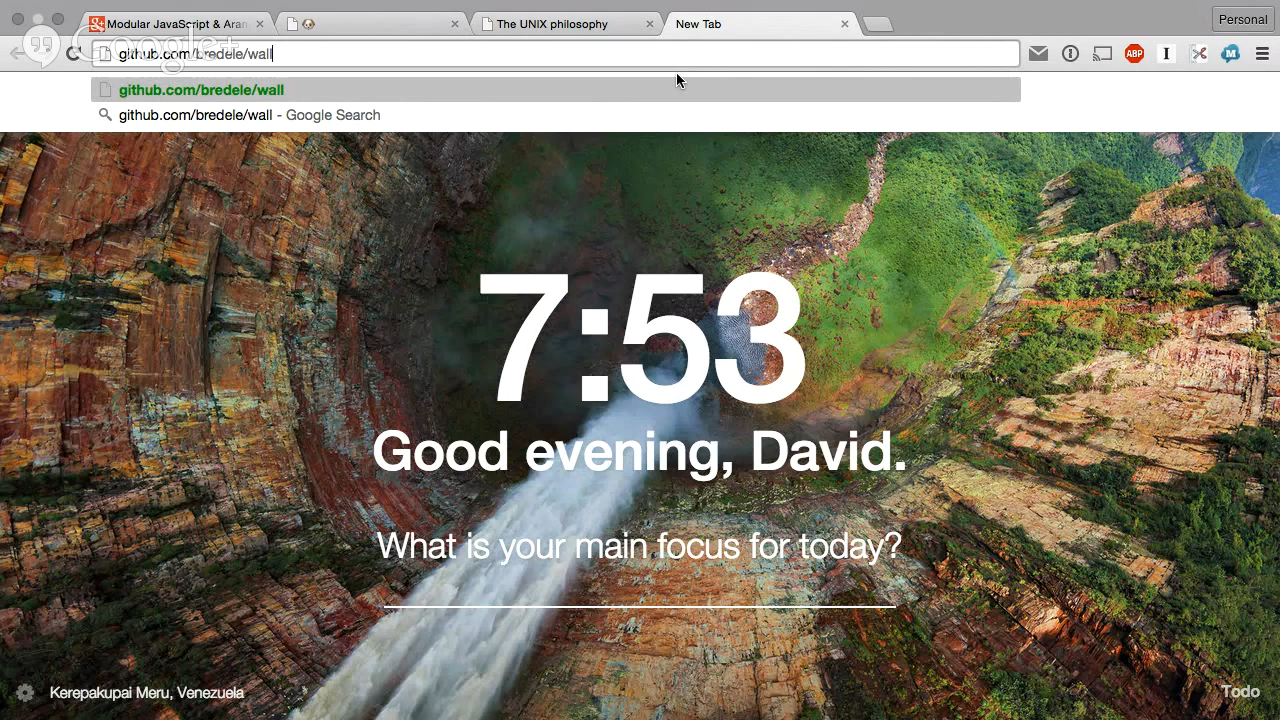 Modular JavaScript & Aran
The UNIX philosophy
New Tab
Personal
Google+
github.com/bredele/wall
ABP
github.com/bredele/wall
github.com/bredele/wall - Google Search
7:53
Good evening, David.
What is your main focus for today?
Kerepakupai Meru, Venezuela
Todo